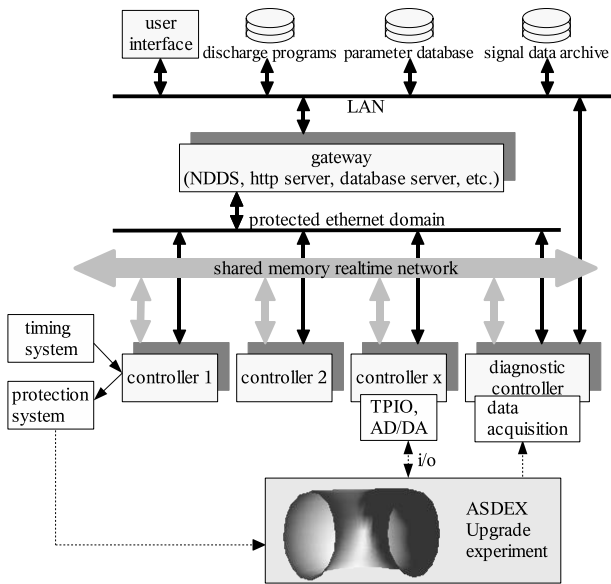 user
interface
discharge programs
parameter database
signal data archive
LAN
gateway
(NDDS, http server, database server, etc.)
protected ethernet domain
shared memory realtime network
timing
system
controller 1
controller 2
controller x
diagnostic
controller
protection
system
TPIO,
AD/DA
data
acquisition
i/o
ASDEX
Upgrade
experiment